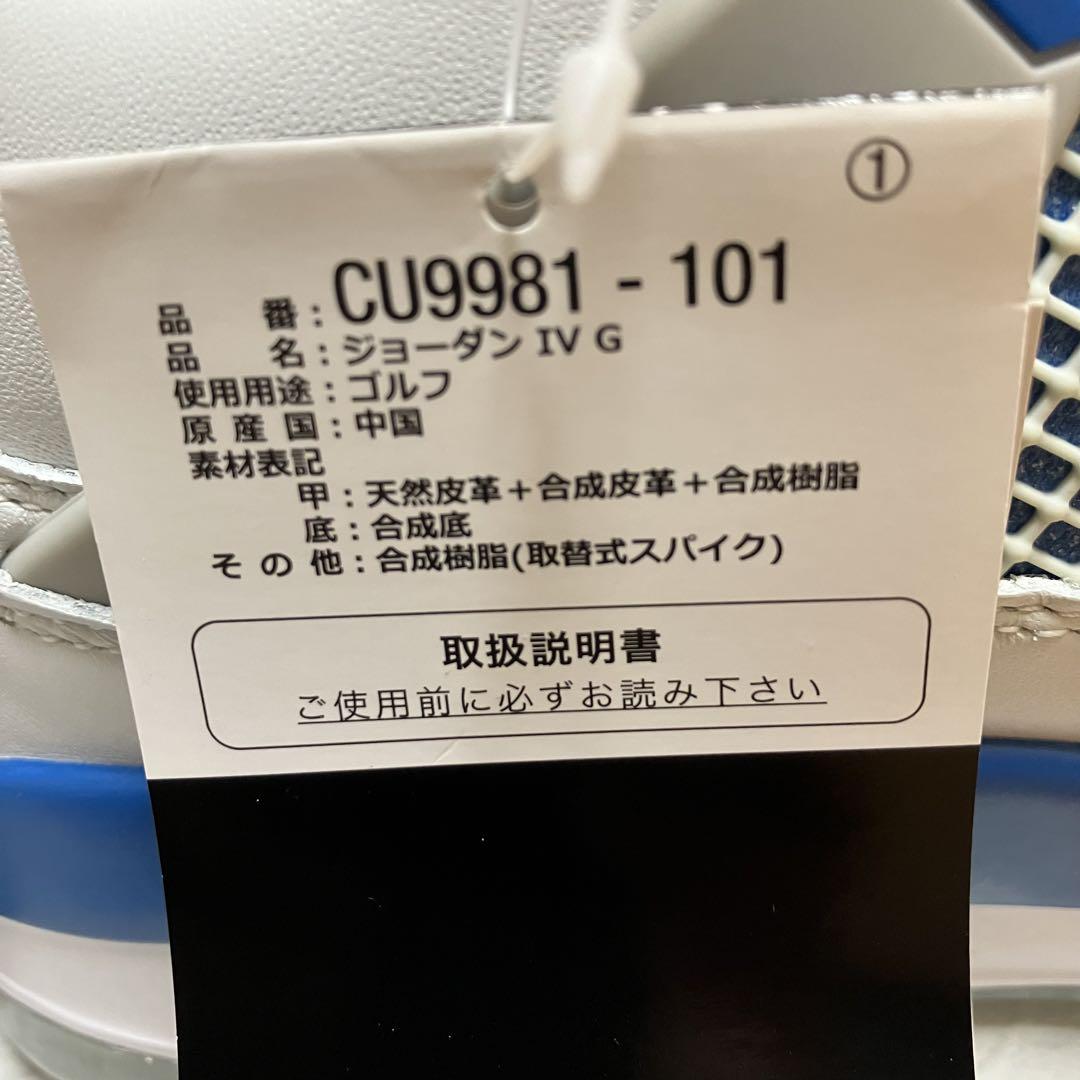 ①
品番：CU9981 - 101
品名：ジョーダン IV G
使用用途：ゴルフ
原産国：中国
素材表記
甲：天然皮革＋合成皮革＋合成樹脂
底：合成底
その他：合成樹脂(取替式スパイク)
取扱説明書
ご使用前に必ずお読み下さい